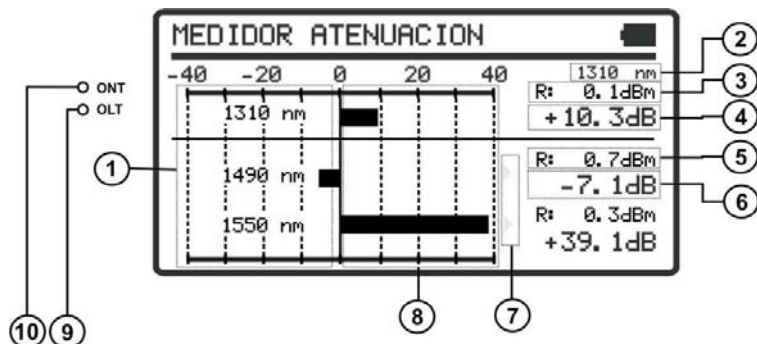 MEDIDOR ATENUACION
-40 -20 0 20 40
1310 nm
R: 0.1dBm
+10.3dB
1310 nm
1490 nm
R: 0.7dBm
-7.1dB
1550 nm
R: 0.3dBm
+39.1dB
ONT
OLT
1
2
3
4
5
6
7
8
9
10